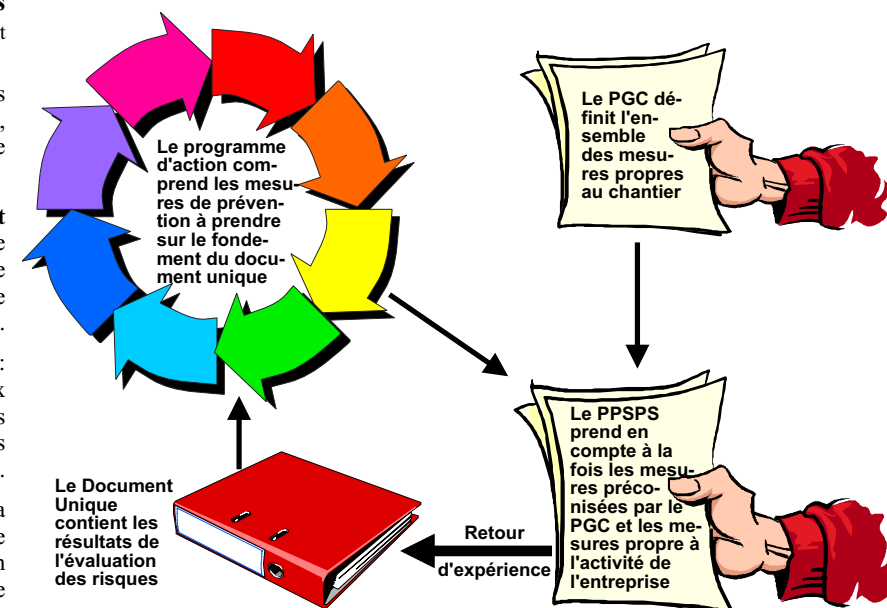 s
t
s
,
e
t
e
e
e
.
:
x
s
s
.
a
e
n
e
Le programme
d'action com-
prend les mesu-
res de préven-
tion à prendre
sur le fonde-
ment du docu-
ment unique
Le PGC dé-
finit l'en-
semble
des mesu-
res propres
au chantier
Le PPSPS
prend en
compte à la
fois les mesu-
res préco-
nisées par le
PGC et les me-
sures propre à
l'activité de
l'entreprise
Retour
d'expérience
Le Document
Unique
contient les
résultats de
l'évaluation
des risques